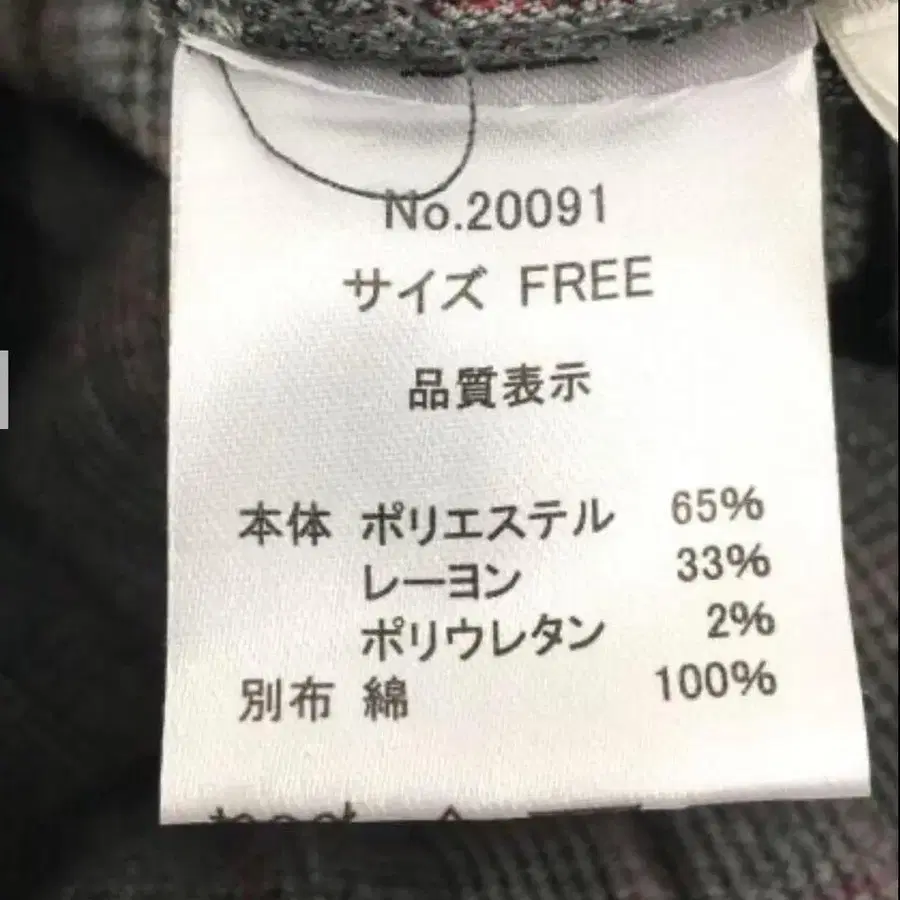 No.20091
サイズ FREE
品質表示
本体 ポリエステル 65%
レーヨン 33%
ポリウレタン 2%
別布 綿 100%